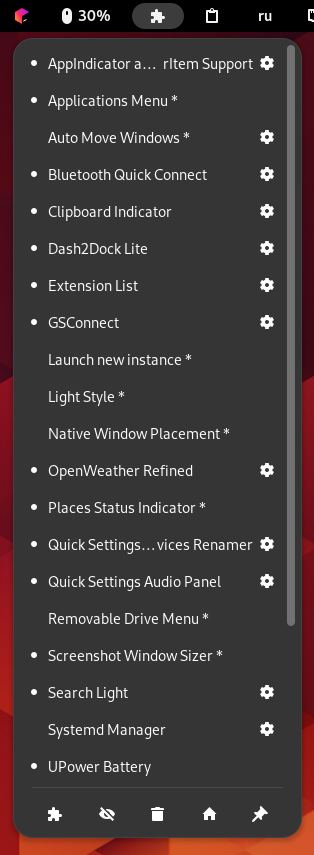 30%
ru
AppIndicator a... rItem Support
Applications Menu *
Auto Move Windows *
Bluetooth Quick Connect
Clipboard Indicator
Dash2Dock Lite
Extension List
GSConnect
Launch new instance *
Light Style *
Native Window Placement *
OpenWeather Refined
Places Status Indicator *
Quick Settings...vices Renamer
Quick Settings Audio Panel
Removable Drive Menu *
Screenshot Window Sizer *
Search Light
Systemd Manager
UPower Battery